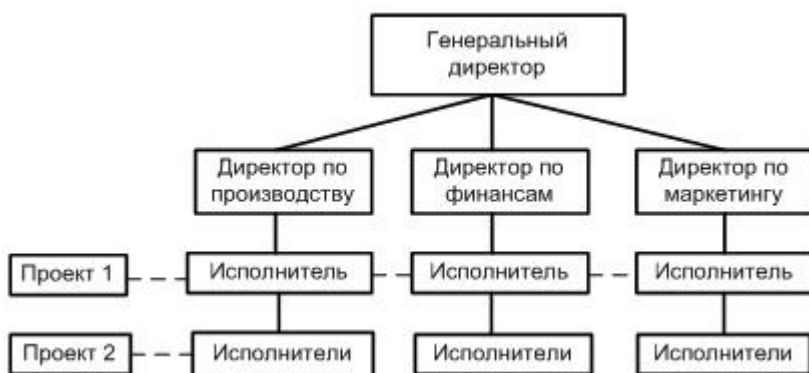 Генеральный
директор
Директор по
производству
Директор по
финансам
Директор по
маркетингу
Проект 1
Исполнитель
Исполнитель
Исполнитель
Проект 2
Исполнители
Исполнители
Исполнители